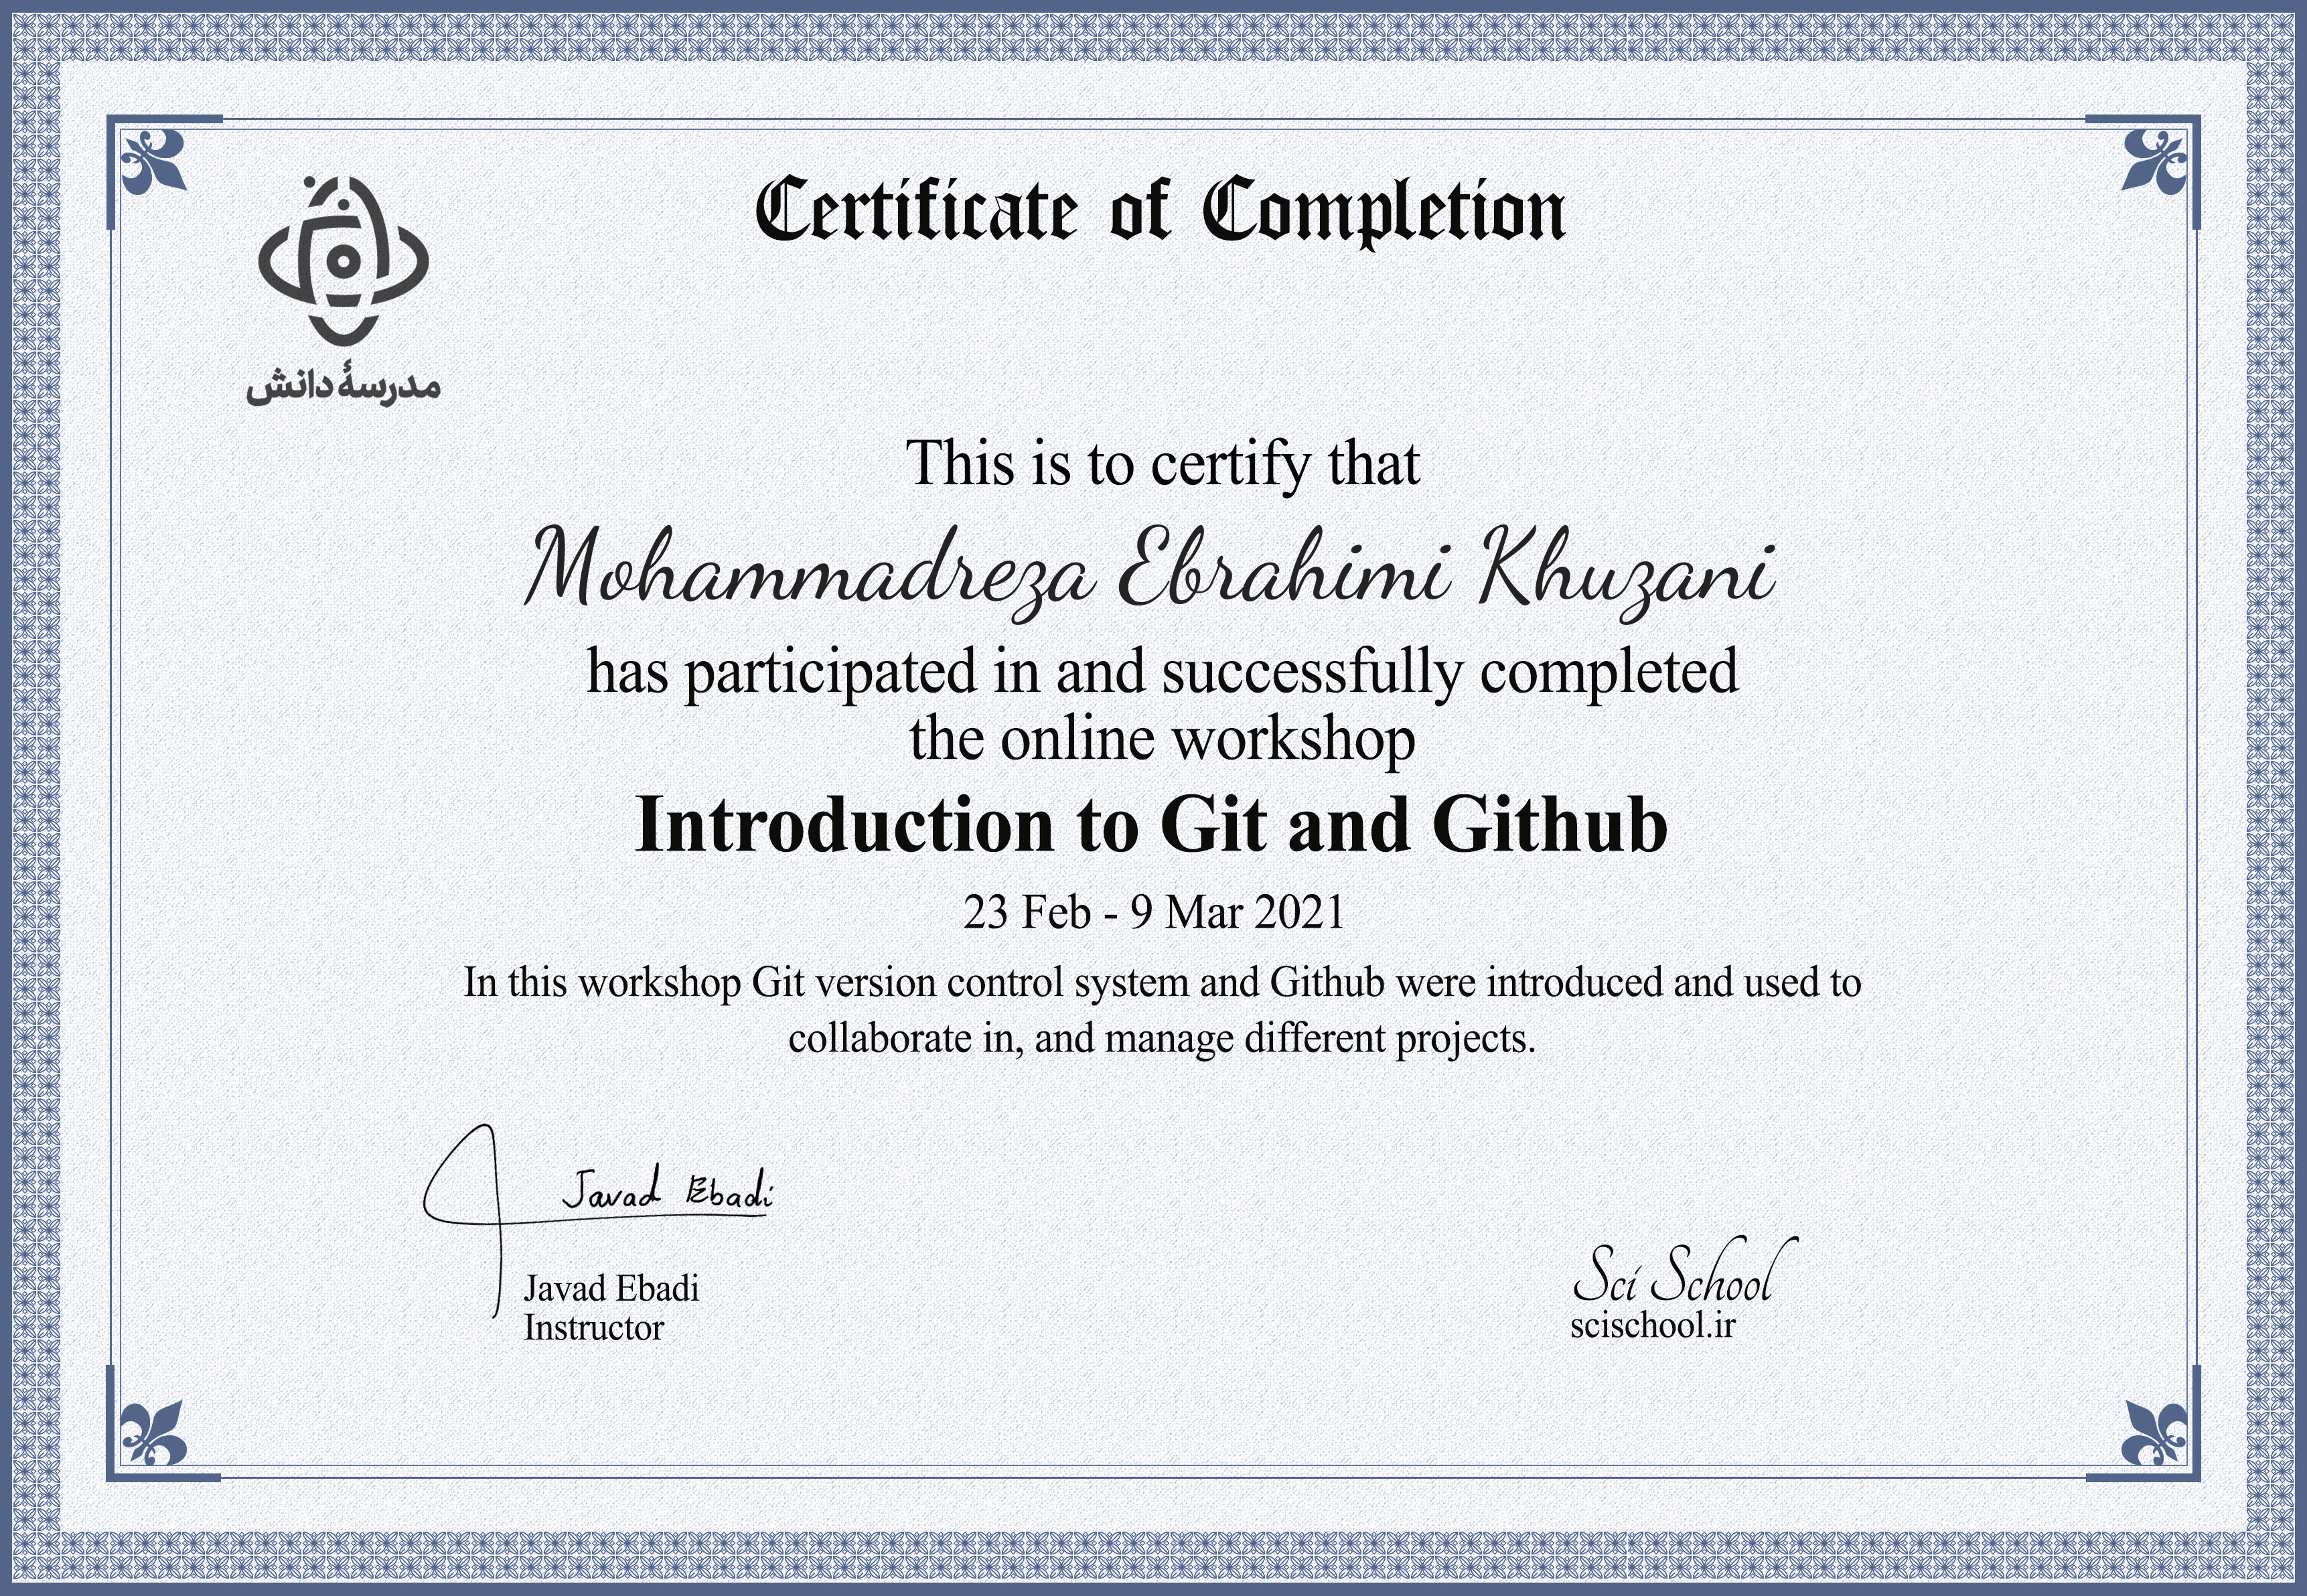 Certificate of Completion
مدرسهٔ دانش
This is to certify that
Mohammadreza Ebrahimi Khuzani
has participated in and successfully completed
the online workshop
Introduction to Git and Github
23 Feb - 9 Mar 2021
In this workshop Git version control system and Github were introduced and used to
collaborate in, and manage different projects.
Javad Ebadi
Javad Ebadi
Instructor
Sci School
scischool.ir